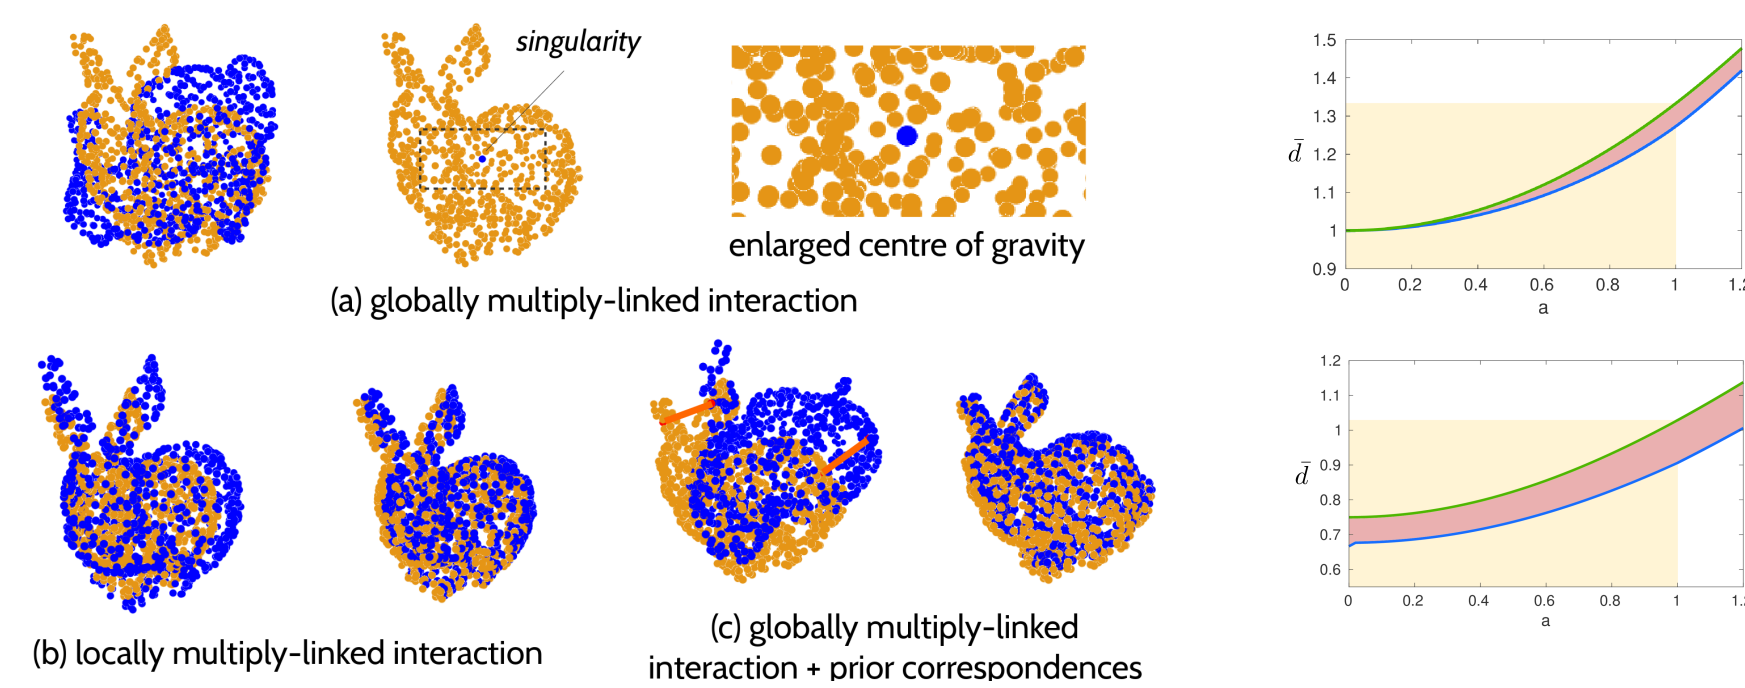 singularity
enlarged centre of gravity
(a) globally multiply-linked interaction
(b) locally multiply-linked interaction
(c) globally multiply-linked
interaction + prior correspondences
1.5
1.4
1.3
1.2
1.1
1
0.9
d̄
0 0.2 0.4 0.6 0.8 1 1.2
a
1.2
1.1
1
0.9
0.8
0.7
0.6
d̄
0 0.2 0.4 0.6 0.8 1 1.
a